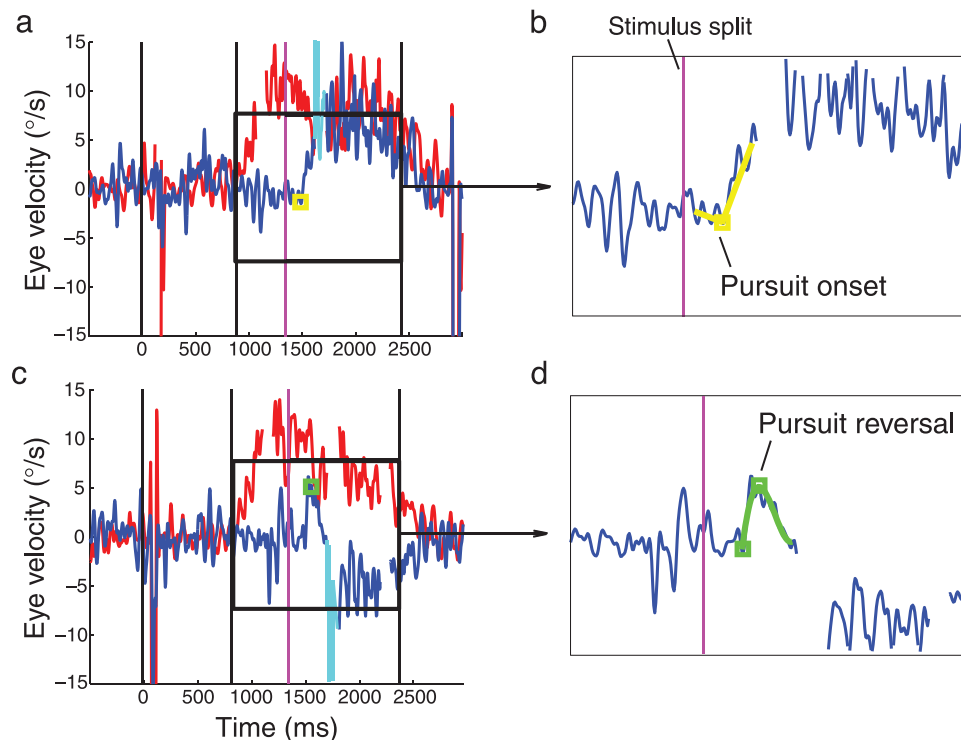 a
Eye velocity (°/s)
15
10
5
0
−5
−10
−15
0 500 1000 1500 2000 2500
b
Stimulus split
Pursuit onset
c
Eye velocity (°/s)
15
10
5
0
−5
−10
−15
0 500 1000 1500 2000 2500
Time (ms)
d
Pursuit reversal